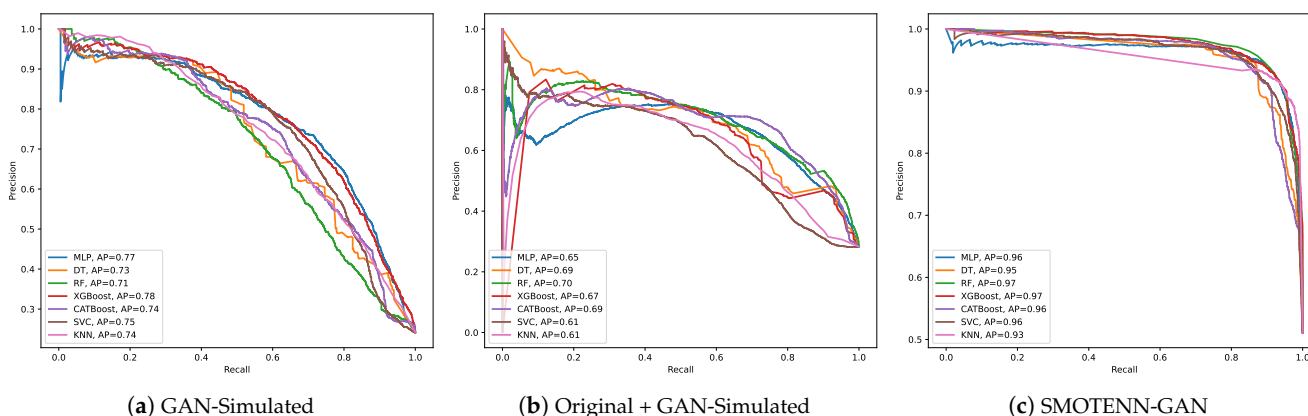 1.0
0.9
0.8
0.7
0.6
0.5
0.4
0.3
Precision
MLP, AP=0.77
DT, AP=0.73
RF, AP=0.71
XGBoost, AP=0.78
CATBoost, AP=0.74
SVC, AP=0.75
KNN, AP=0.74
0.0 0.2 0.4 0.6 0.8 1.0
Recall
(a) GAN-Simulated
1.0
0.8
0.6
0.4
0.2
0.0
Precision
MLP, AP=0.65
DT, AP=0.69
RF, AP=0.70
XGBoost, AP=0.67
CATBoost, AP=0.69
SVC, AP=0.61
KNN, AP=0.61
0.0 0.2 0.4 0.6 0.8 1.0
Recall
(b) Original + GAN-Simulated
1.0
0.9
0.8
0.7
0.6
0.5
Precision
MLP, AP=0.96
DT, AP=0.95
RF, AP=0.97
XGBoost, AP=0.97
CATBoost, AP=0.96
SVC, AP=0.96
KNN, AP=0.93
0.0 0.2 0.4 0.6 0.8 1.0
Recall
(c) SMOTENN-GAN